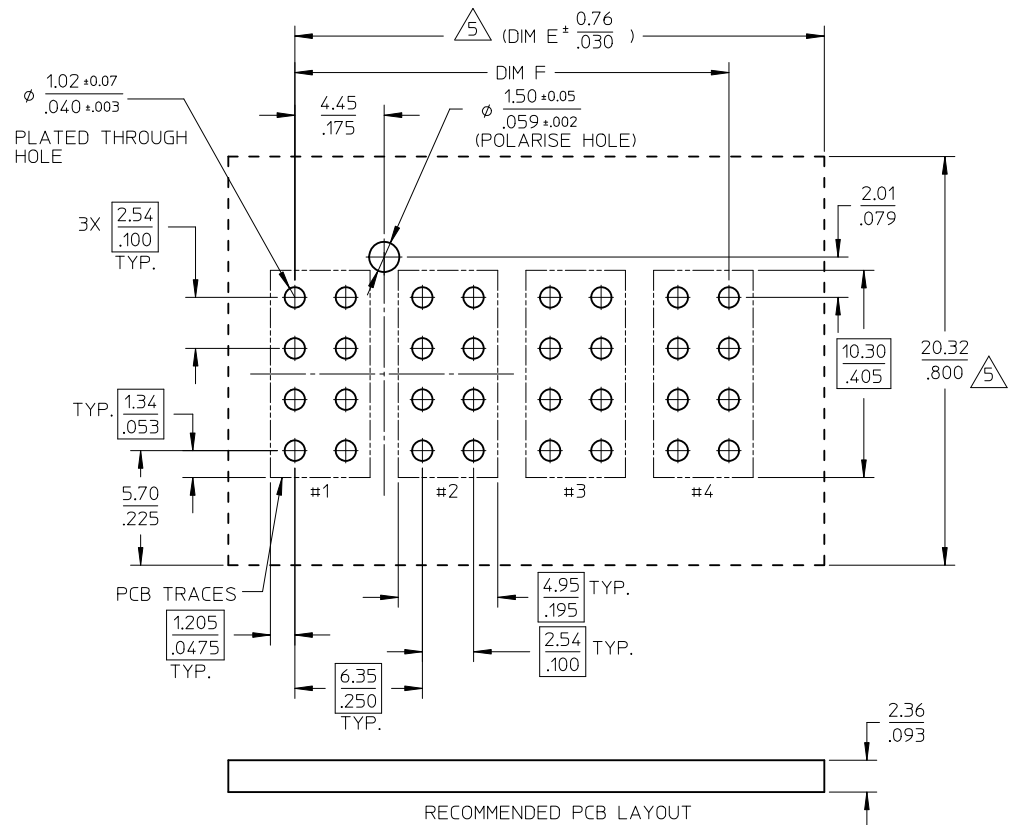 5 (DIM E± 0.76
.030 )
DIM F
ø 1.02 ±0.07
.040 ±.003
PLATED THROUGH
HOLE
4.45
.175
ø 1.50 ±0.05
.059 ±.002
(POLARISE HOLE)
2.01
.079
3X 2.54
.100
TYP.
10.30
.405
20.32
.800 5
TYP. 1.34
.053
5.70
.225
#1
#2
#3
#4
PCB TRACES
4.95 TYP.
.195
1.205
.0475
TYP.
2.54 TYP.
.100
6.35
.250
TYP.
2.36
.093
RECOMMENDED PCB LAYOUT